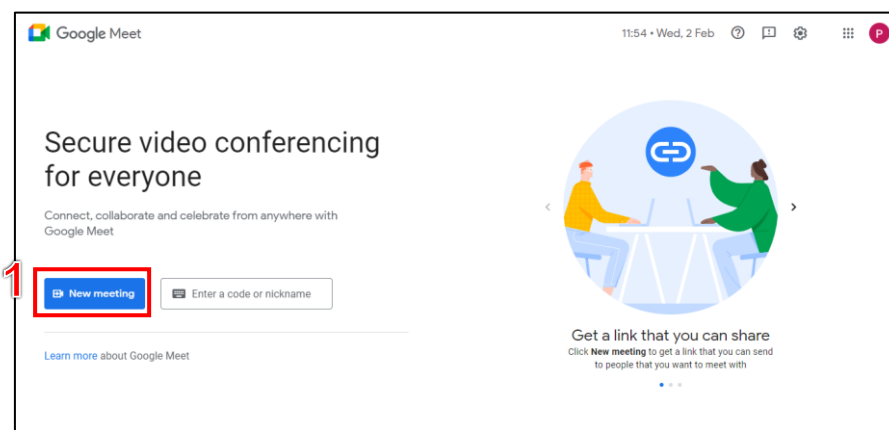 Google Meet
11:54 • Wed, 2 Feb
P
Secure video conferencing
for everyone
Connect, collaborate and celebrate from anywhere with
Google Meet
1
New meeting
Enter a code or nickname
Learn more about Google Meet
Get a link that you can share
Click New meeting to get a link that you can send
to people that you want to meet with